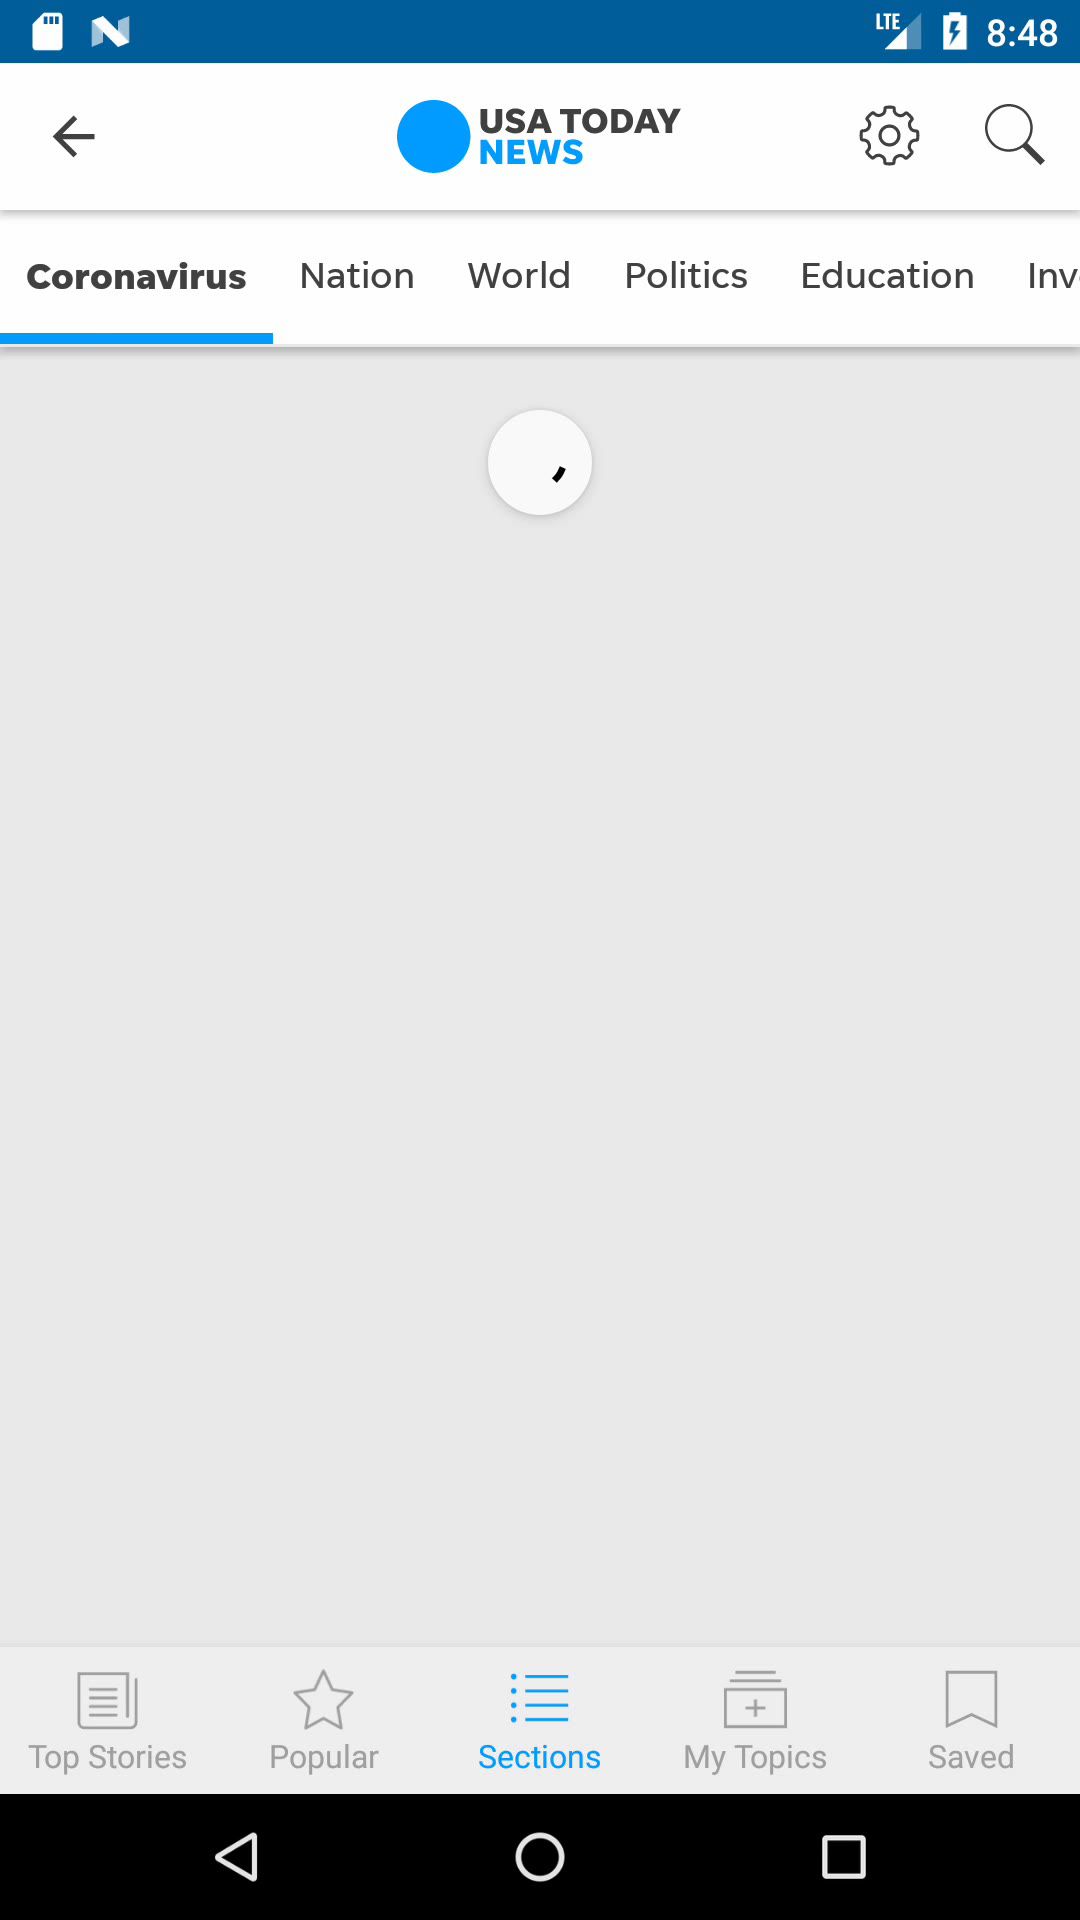 LTE 8:48
USA TODAY
NEWS
Coronavirus Nation World Politics Education Inv
Top Stories Popular Sections My Topics Saved